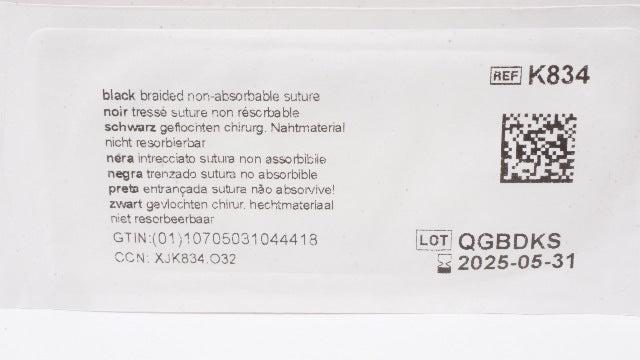 REF K834
black braided non-absorbable suture
noir tressé suture non résorbable
schwarz geflochten chirurg. Nahtmaterial
nicht resorbierbar
nera intrecciato sutura non assorbibile
negra trenzado sutura no absorbible
preta entrançada sutura não absorvível
zwart gevlochten chirur. hechtmateriaal
niet resorbeerbaar
GTIN:(01)10705031044418
CCN: XJK834.O32
LOT QGBDKS
2025-05-31